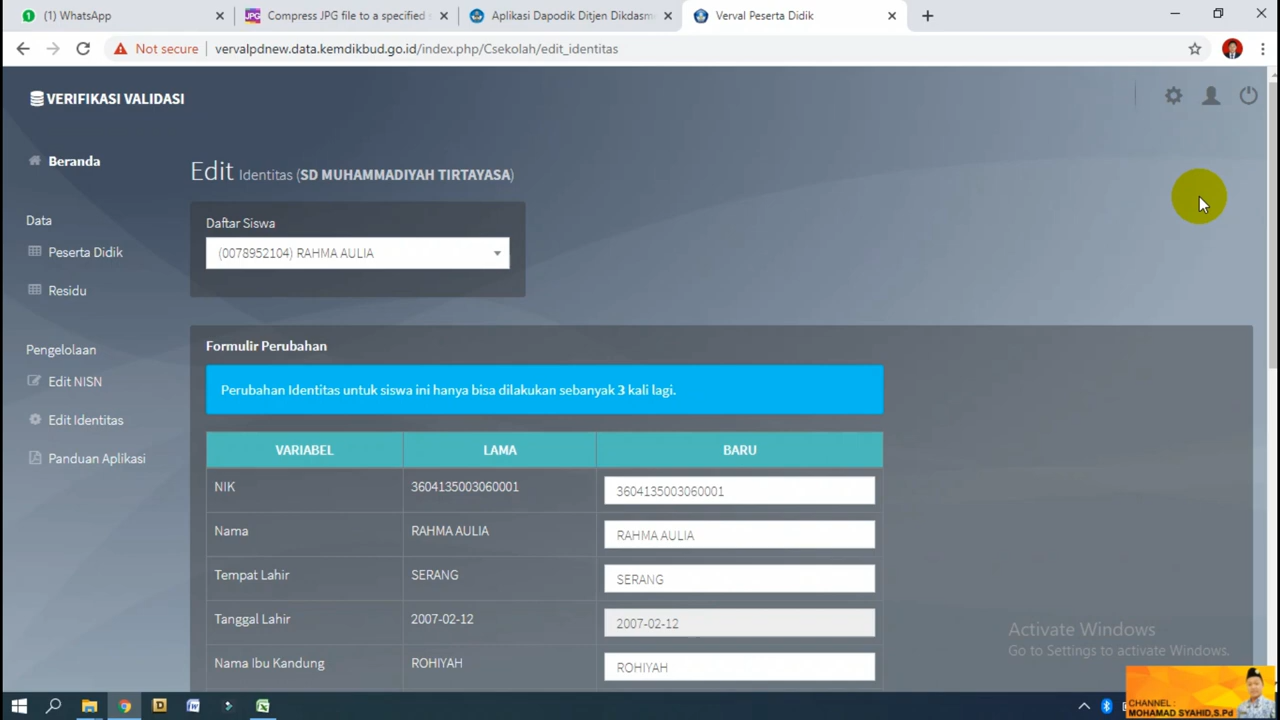 (1) WhatsApp
JPG
Compress JPG file to a specified s
Aplikasi Dapodik Ditjen Dikdasm
Verval Peserta Didik
Not secure
vervalpdnew.data.kemdikbud.go.id/index.php/Csekolah/edit_identitas
VERIFIKASI VALIDASI
Beranda
Data
Peserta Didik
Residu
Pengelolaan
Edit NISN
Edit Identitas
Panduan Aplikasi
Edit Identitas (SD MUHAMMADIYAH TIRTAYASA)
Daftar Siswa
(0078952104) RAHMA AULIA
Formulir Perubahan
Perubahan Identitas untuk siswa ini hanya bisa dilakukan sebanyak 3 kali lagi.
VARIABEL LAMA BARU
NIK 3604135003060001 3604135003060001
Nama RAHMA AULIA RAHMA AULIA
Tempat Lahir SERANG SERANG
Tanggal Lahir 2007-02-12 2007-02-12
Nama Ibu Kandung ROHIYAH ROHIYAH
Activate Windows
Go to Settings to activate Windows.
CHANNEL :
MOHAMAD SYAHID,S.Pd